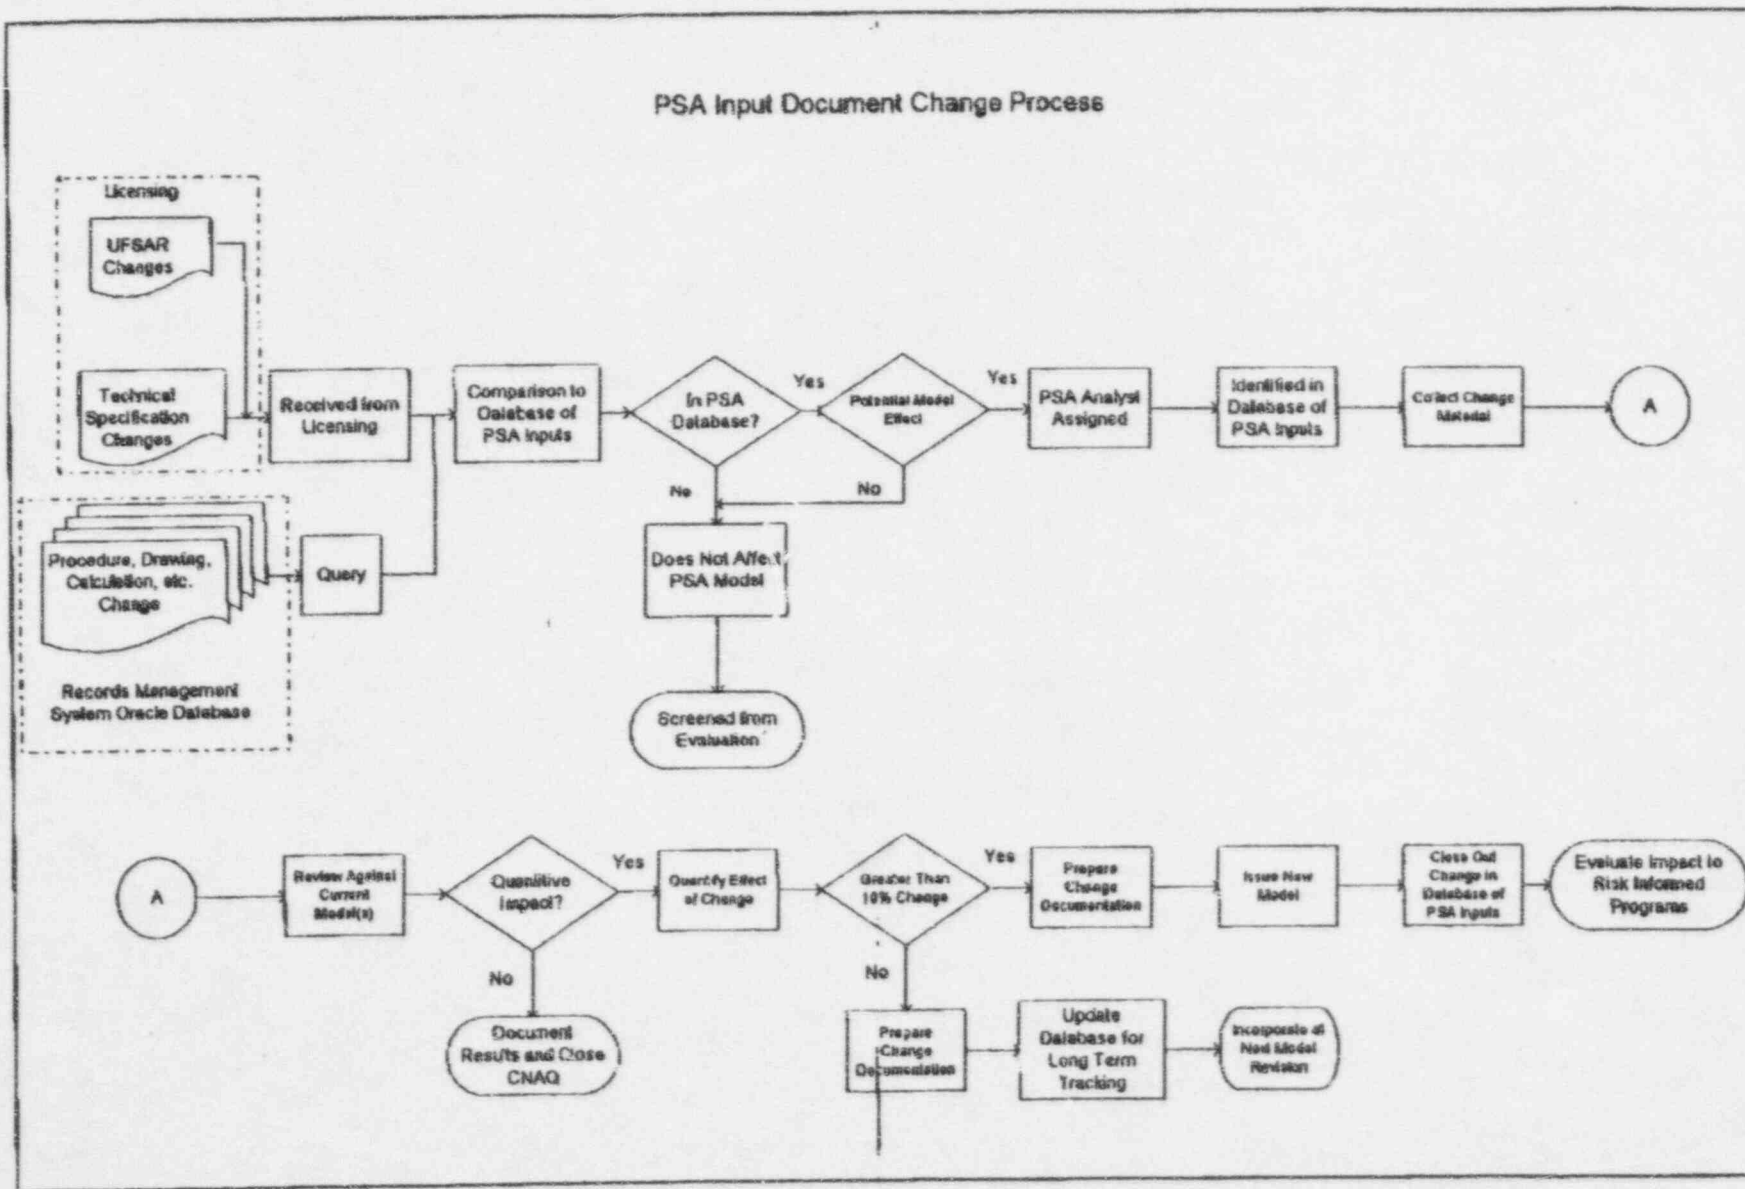 PSA Input Document Change Process
Licensing
UFSAR
Changes
Technical
Specification
Changes
Received from
Licensing
Comparison to
Database of
PSA Inputs
In PSA
Database?
Yes
Potential Model
Effect
Yes
PSA Analyst
Assigned
Identified in
Database of
PSA Inputs
Collect Change
Material
A
No
No
Procedure, Drawing,
Calculation, etc.
Change
Query
Does Not Affect
PSA Model
Records Management
System Oracle Database
Screened from
Evaluation
A
Review Against
Current
Model(s)
Quantitive
Impact?
Yes
Quantify Effect
of Change
Greater Than
10% Change
Yes
Prepare
Change
Documentation
Issue New
Model
Close Out
Change in
Database of
PSA Inputs
Evaluate Impact to
Risk Informed
Programs
No
No
Document
Results and Close
CNAQ
Prepare
Change
Documentation
Update
Database for
Long Term
Tracking
Incorporate at
Next Model
Revision